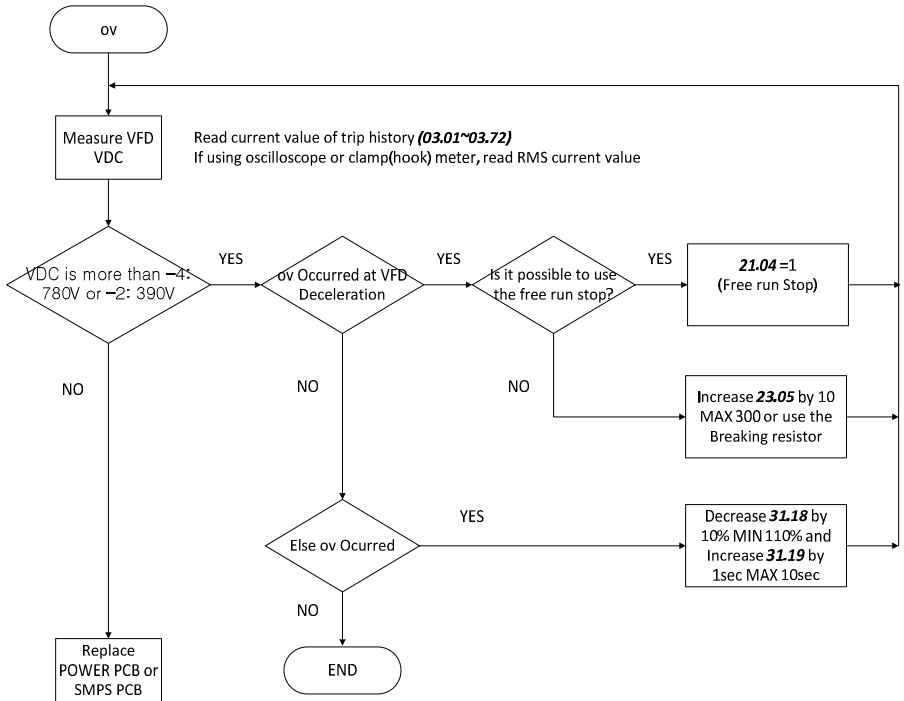 ov
Measure VFD
VDC
Read current value of trip history (03.01~03.72)
If using oscilloscope or clamp(hook) meter, read RMS current value
VDC is more than −4:
780V or −2: 390V
YES
ov Occurred at VFD
Deceleration
YES
Is it possible to use
the free run stop?
YES
21.04 =1
(Free run Stop)
NO
NO
NO
Increase 23.05 by 10
MAX 300 or use the
Breaking resistor
Else ov Ocurred
YES
Decrease 31.18 by
10% MIN 110% and
Increase 31.19 by
1sec MAX 10sec
NO
Replace
POWER PCB or
SMPS PCB
END